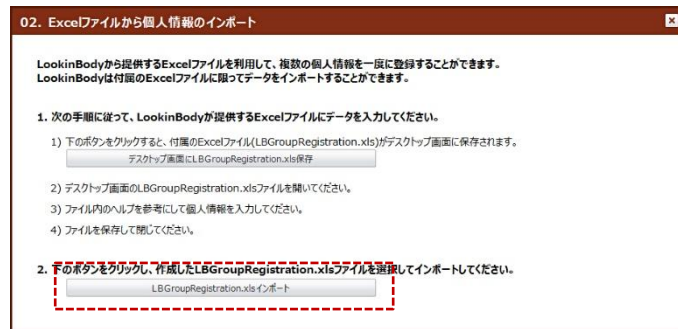 02. Excelファイルから個人情報のインポート
LookinBodyから提供するExcelファイルを利用して、複数の個人情報を一度に登録することができます。
LookinBodyは付属のExcelファイルに限ってデータをインポートすることができます。
1. 次の手順に従って、LookinBodyが提供するExcelファイルにデータを入力してください。
1) 下のボタンをクリックすると、付属のExcelファイル(LBGroupRegistration.xls)がデスクトップ画面に保存されます。
デスクトップ画面にLBGroupRegistration.xls保存
2) デスクトップ画面のLBGroupRegistration.xlsファイルを開いてください。
3) ファイル内のヘルプを参考にして個人情報を入力してください。
4) ファイルを保存して閉じてください。
2. 下のボタンをクリックし、作成したLBGroupRegistration.xlsファイルを選択してインポートしてください。
LBGroupRegistration.xlsインポート